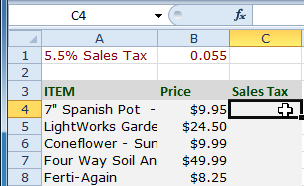 C4 fx
A B C
1 5.5% Sales Tax 0.055
2
3 ITEM Price Sales Tax
4 7" Spanish Pot - $9.95
5 LightWorks Garde $24.50
6 Coneflower - Sun $9.99
7 Four Way Soil An $49.99
8 Ferti-Again $8.25